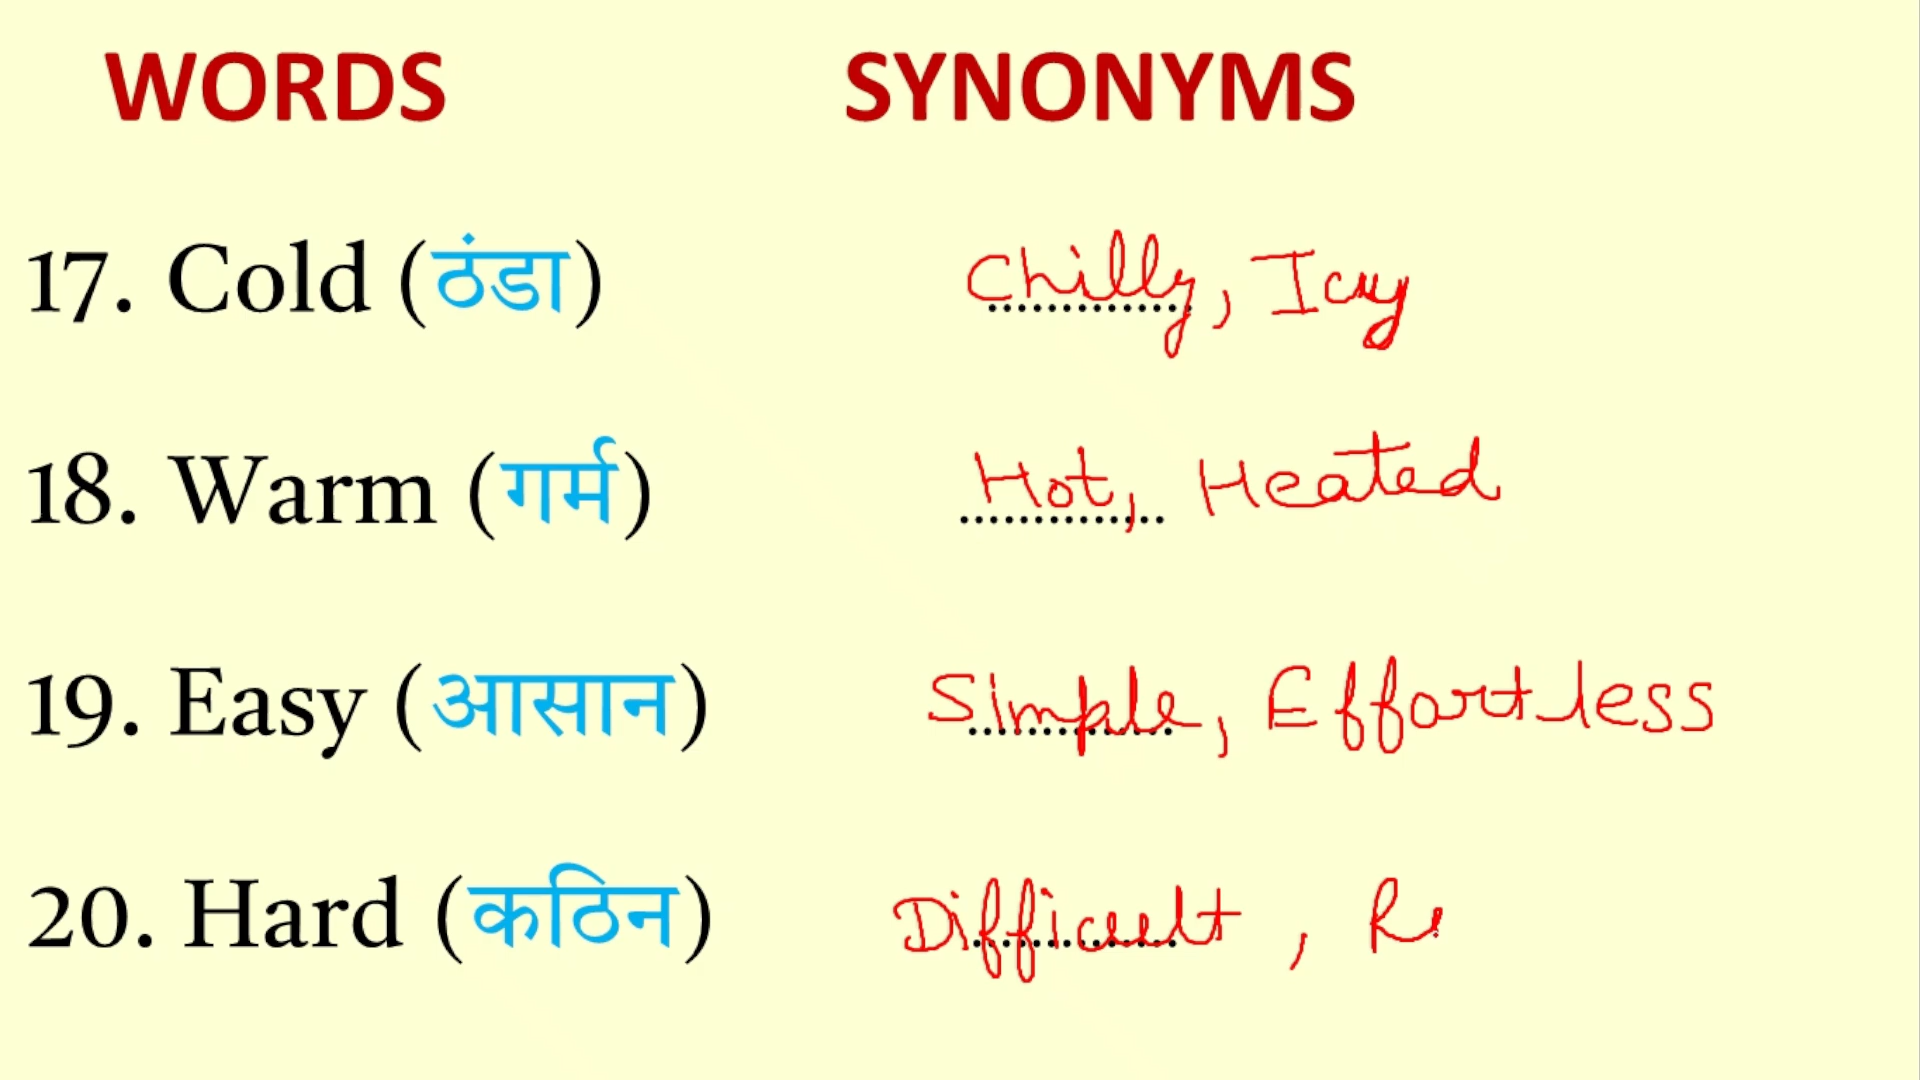 WORDS SYNONYMS
17. Cold (ठंडा) Chilly, Icy
18. Warm (गर्म) Hot, Heated
19. Easy (आसान) Simple, Effortless
20. Hard (कठिन) Difficult,